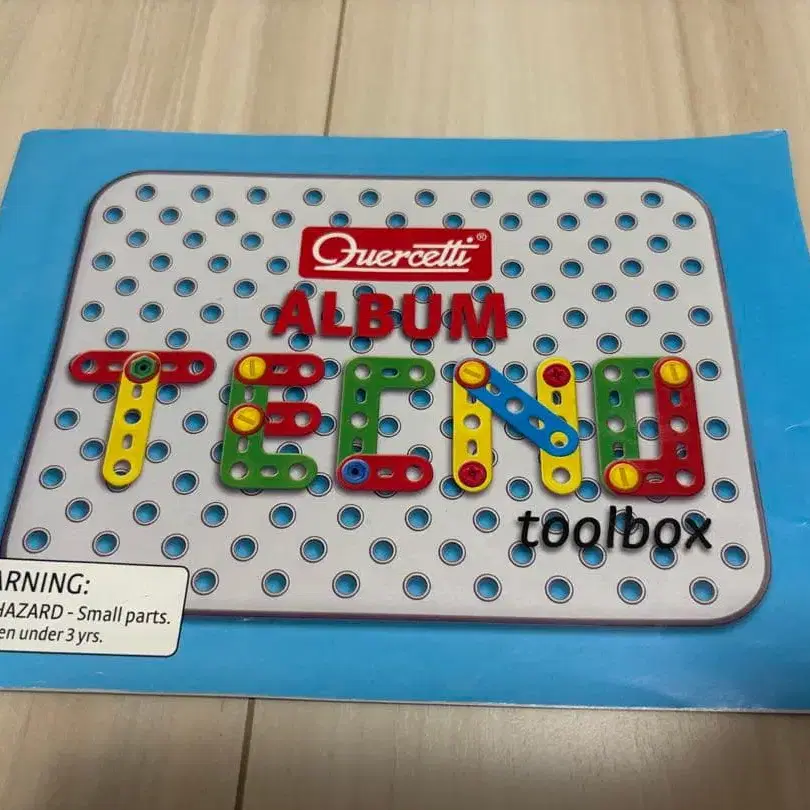 Quercetti®
ALBUM
TECNO
toolbox
ARNING:
HAZARD - Small parts.
en under 3 yrs.